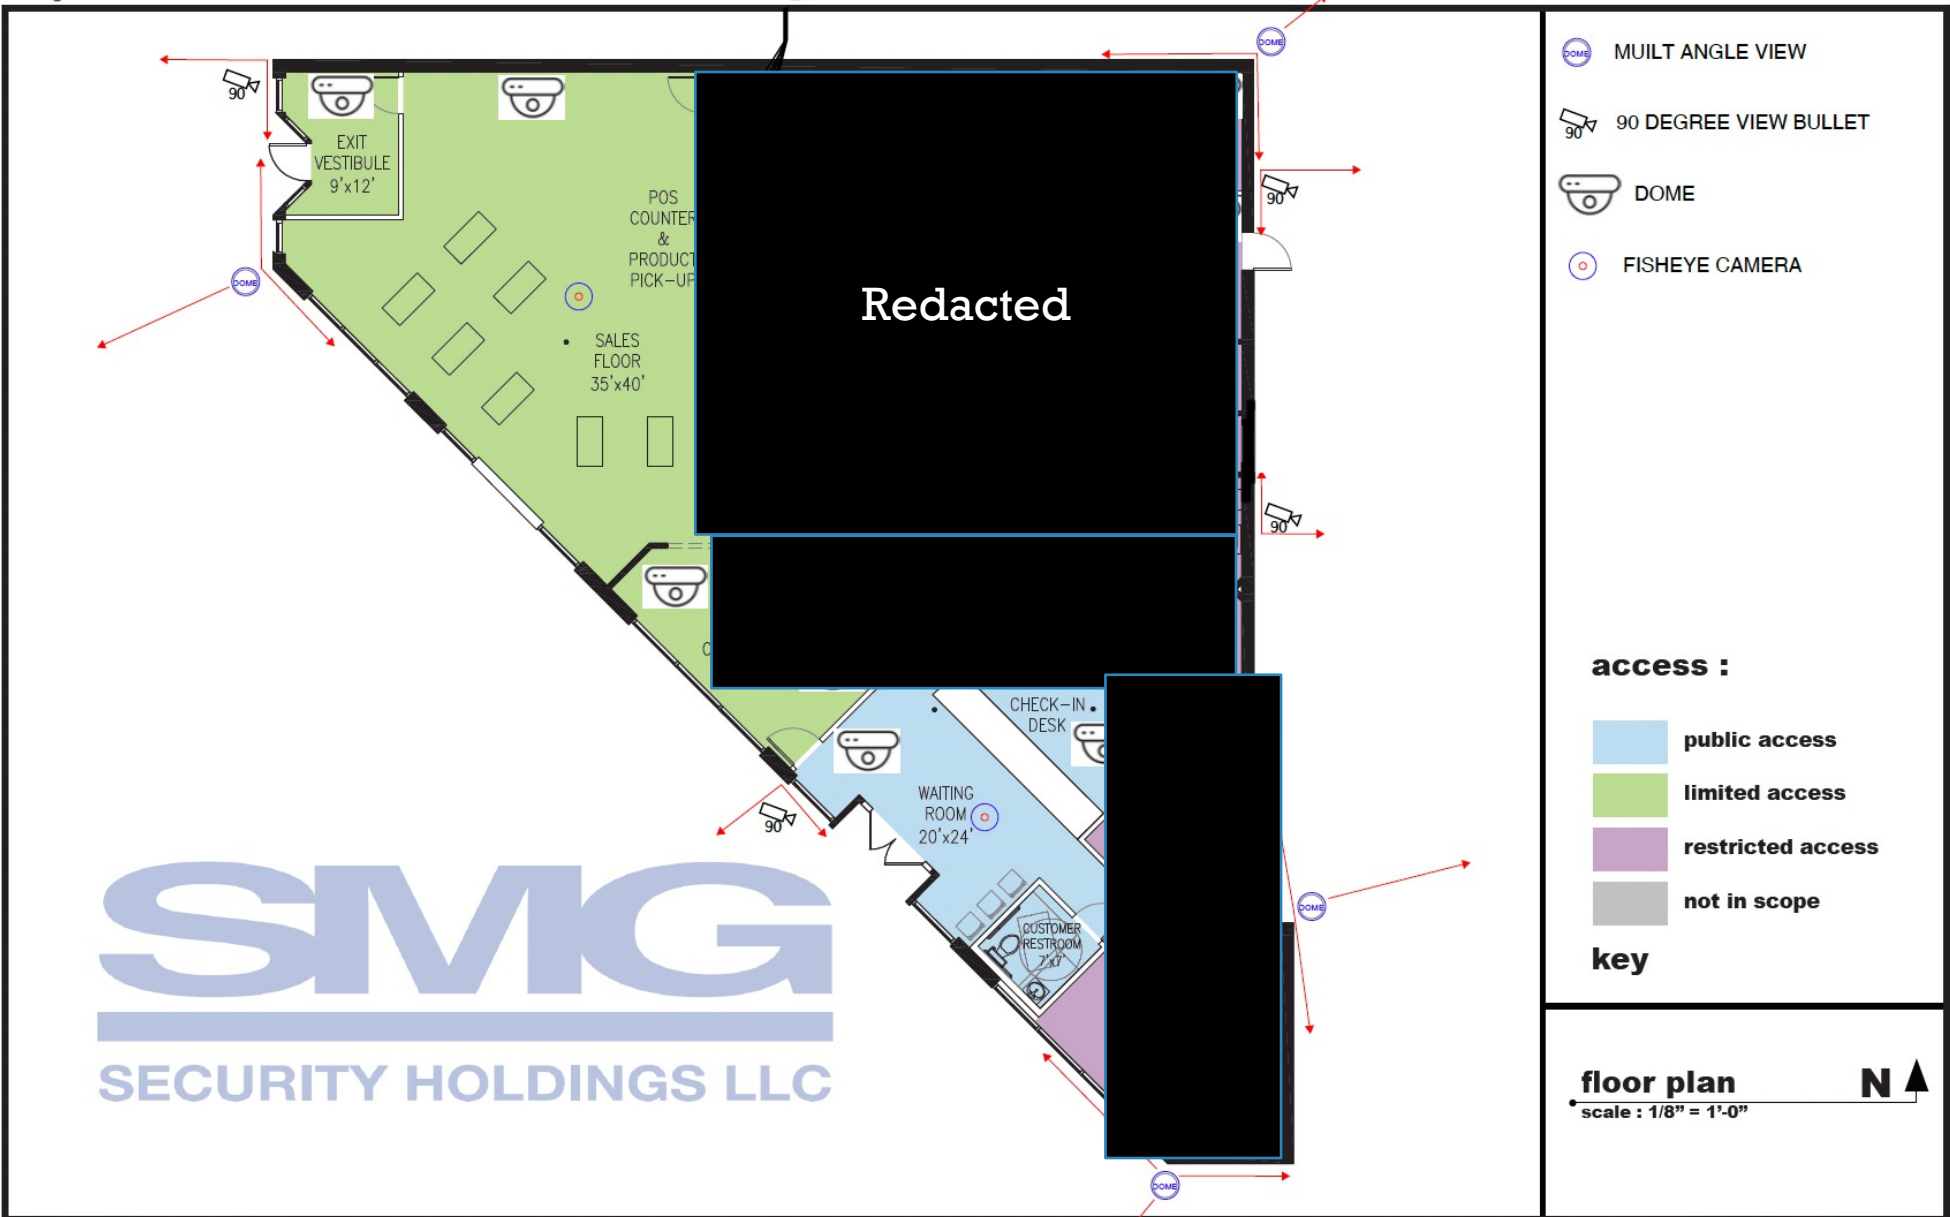 DOME
90
EXIT
VESTIBULE
9'x12'
POS
COUNTER
&
PRODUCT
PICK-UP
Redacted
90
DOME
SALES
FLOOR
35'x40'
90
CHECK-IN
DESK
WAITING
ROOM
20'x24'
90
DOME
CUSTOMER
RESTROOM
7'x7'
DOME
SMG
SECURITY HOLDINGS LLC
DOME MUILT ANGLE VIEW
90 90 DEGREE VIEW BULLET
DOME
FISHEYE CAMERA
access :
public access
limited access
restricted access
not in scope
key
floor plan N
scale : 1/8” = 1’-0”